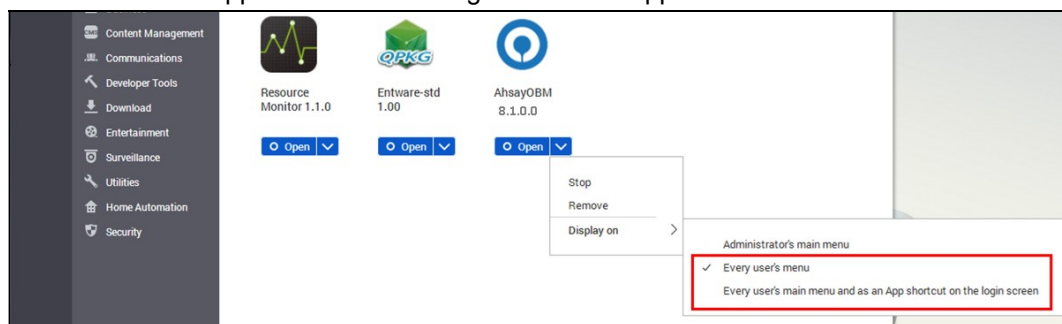 Content Management
Communications
Developer Tools
Download
Entertainment
Surveillance
Utilities
Home Automation
Security
QPKG
Resource
Monitor 1.1.0
Open
Entware-std
1.00
Open
AhsayOBM
8.1.0.0
Open
Stop
Remove
Display on
Administrator's main menu
Every user's menu
Every user's main menu and as an App shortcut on the login screen